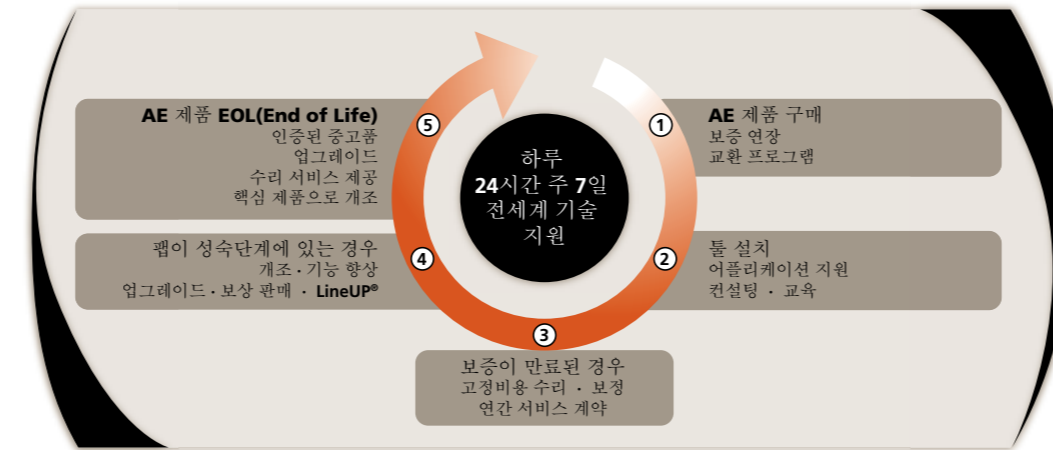 하루
24시간 주 7일
전세계 기술
지원
①
AE 제품 구매
보증 연장
교환 프로그램
②
툴 설치
어플리케이션 지원
컨설팅 · 교육
③
보증이 만료된 경우
고정비용 수리 · 보정
연간 서비스 계약
④
팹이 성숙단계에 있는 경우
개조 · 기능 향상
업그레이드 · 보상 판매 · LineUP®
⑤
AE 제품 EOL(End of Life)
인증된 중고품
업그레이드
수리 서비스 제공
핵심 제품으로 개조